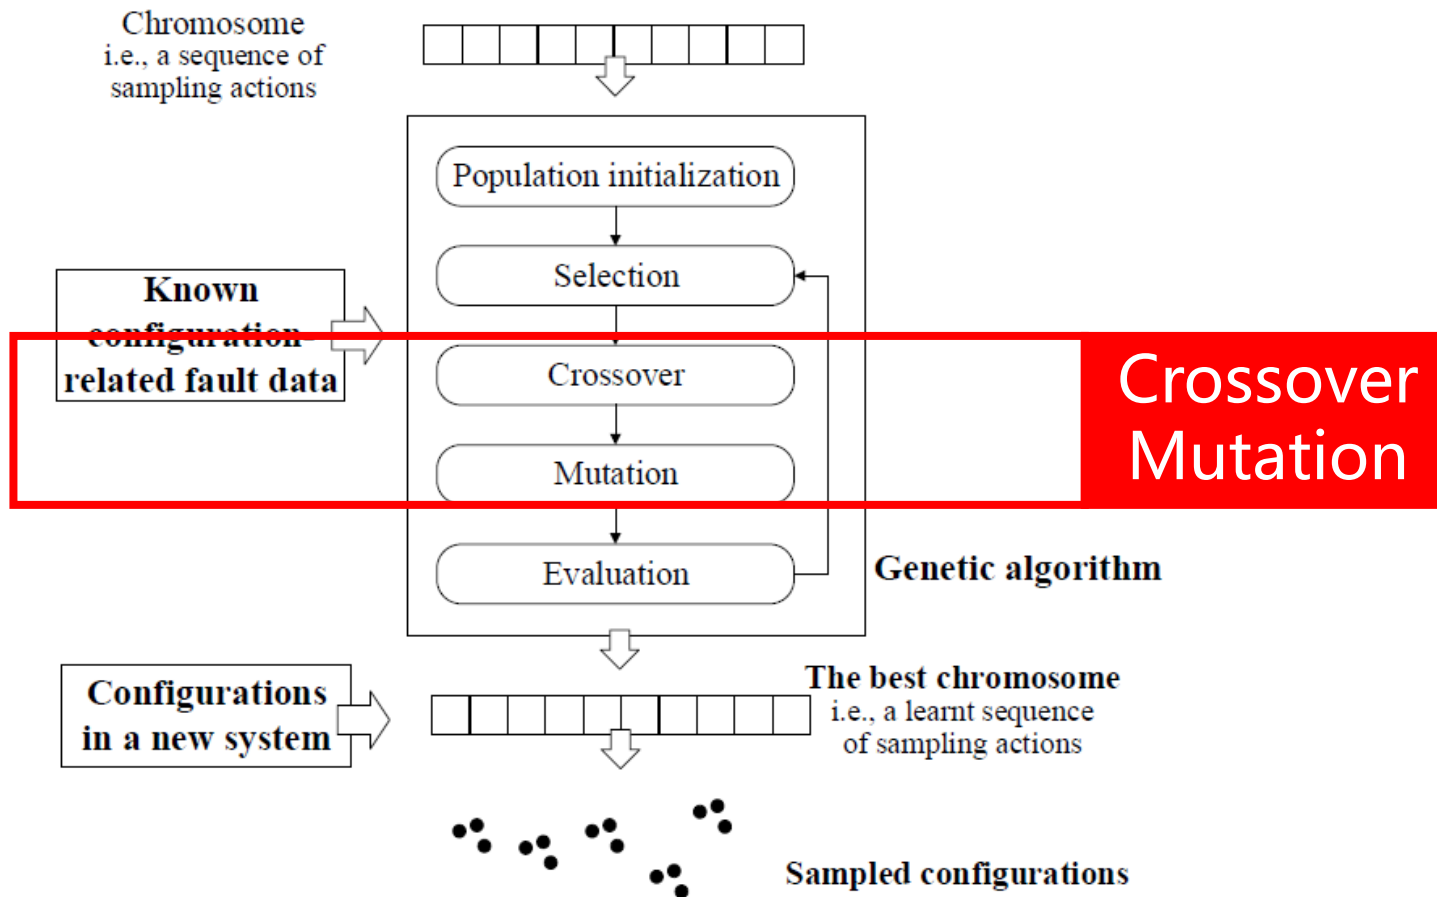 Chromosome
i.e., a sequence of
sampling actions
Population initialization
Selection
Known
configuration-
related fault data
Crossover
Mutation
Crossover
Mutation
Evaluation
Genetic algorithm
Configurations
in a new system
The best chromosome
i.e., a learnt sequence
of sampling actions
Sampled configurations